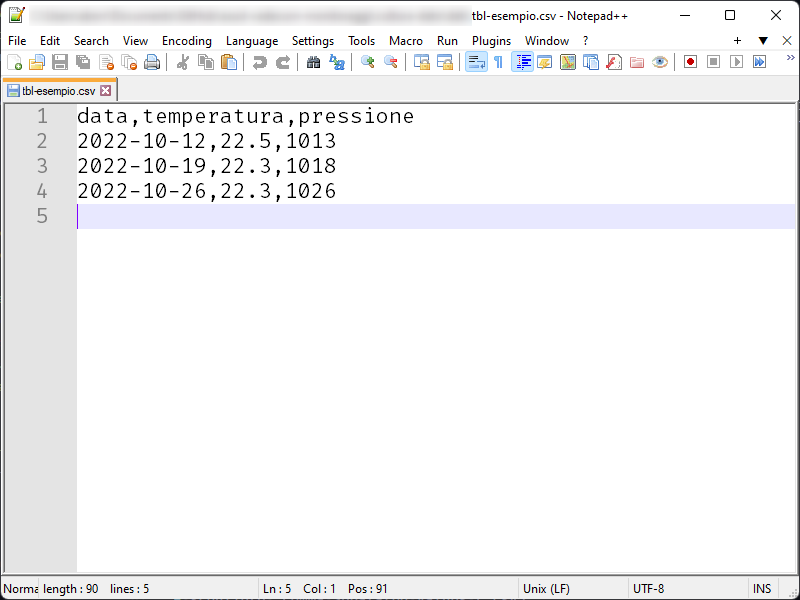 tbl-esempio.csv - Notepad++
File Edit Search View Encoding Language Settings Tools Macro Run Plugins Window ? + ▼ X
tbl-esempio.csv
1 data,temperatura,pressione
2 2022-10-12,22.5,1013
3 2022-10-19,22.3,1018
4 2022-10-26,22.3,1026
5
Norma length : 90 lines : 5 Ln : 5 Col : 1 Pos : 91 Unix (LF) UTF-8 INS